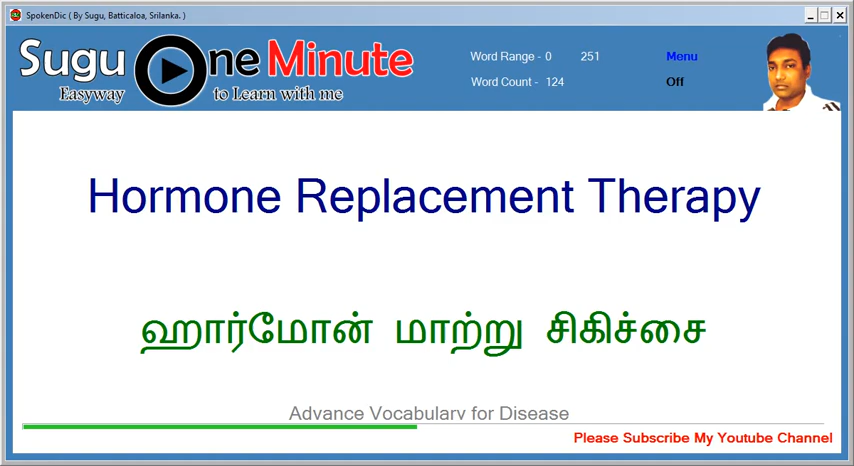 SpokenDic ( By Sugu, Batticaloa, Srilanka. )
Sugu One Minute
Easyway to Learn with me
Word Range - 0 251
Menu
Word Count - 124
Off
Hormone Replacement Therapy
ஹார்மோன் மாற்று சிகிச்சை
Advance Vocabulary for Disease
Please Subscribe My Youtube Channel